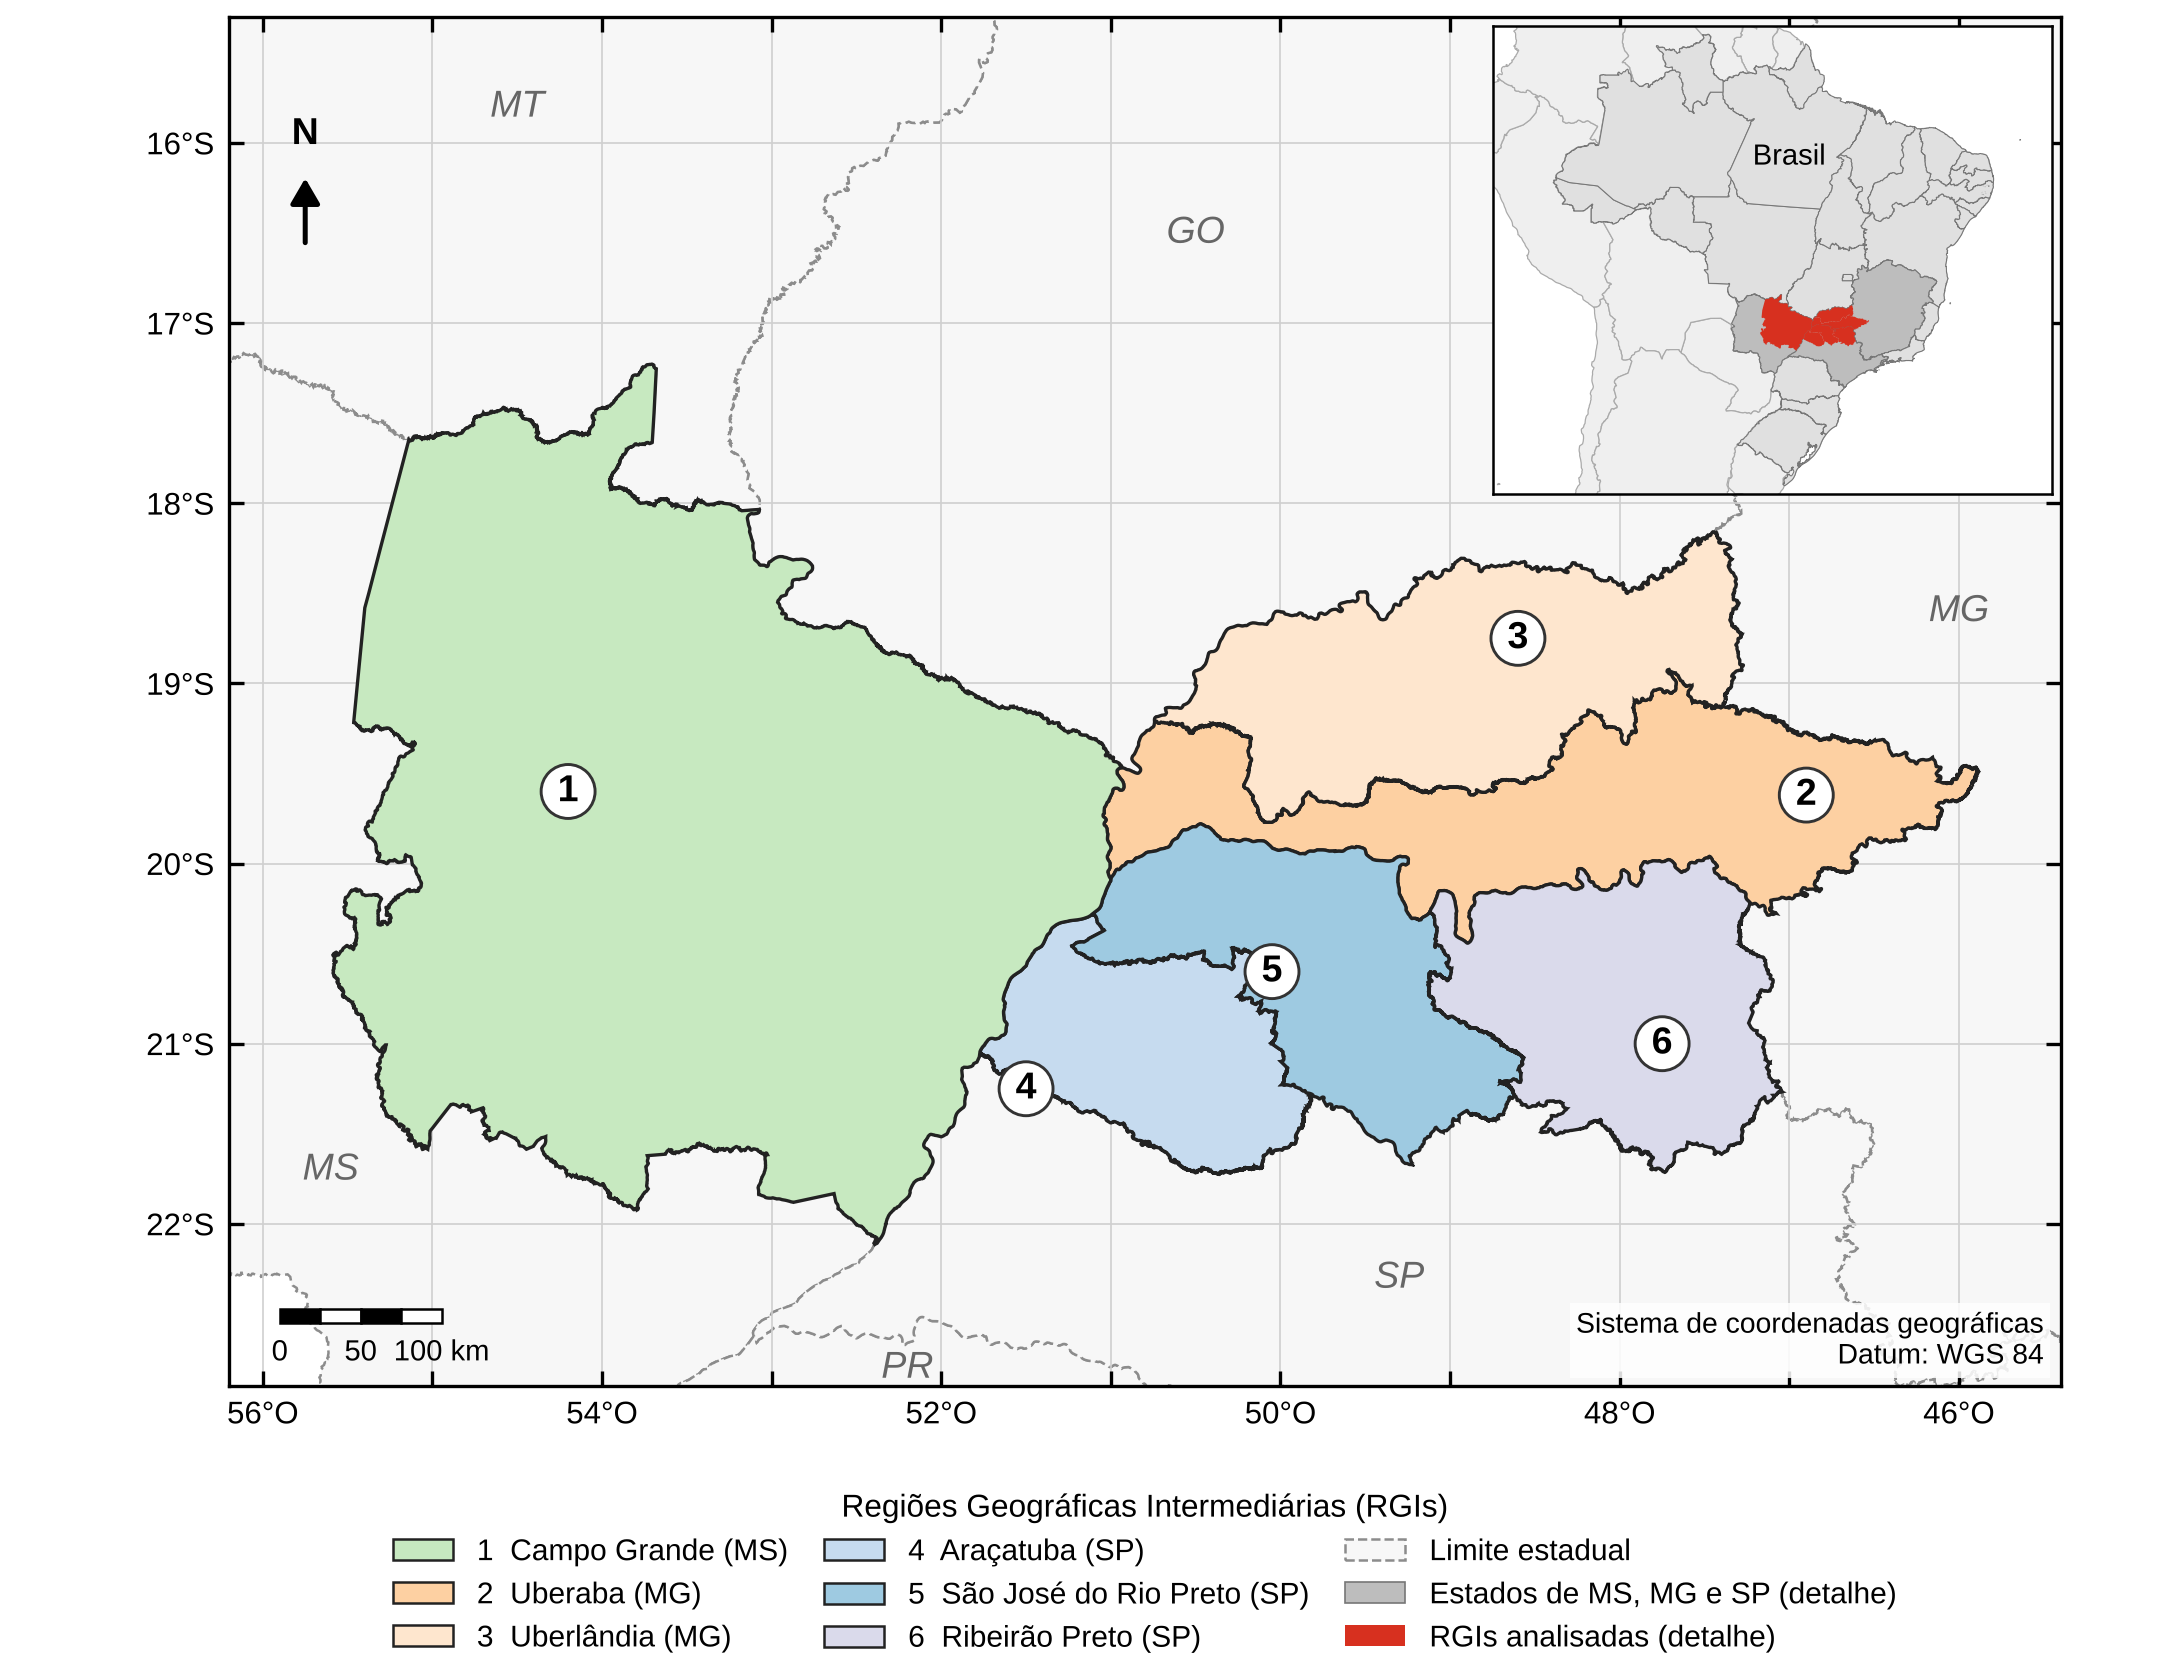 MT
N
GO
Brasil
16°S
17°S
18°S
19°S
20°S
21°S
22°S
3
MG
1
2
5
6
4
MS
SP
PR
0 50 100 km
Sistema de coordenadas geográficas
Datum: WGS 84
56°O 54°O 52°O 50°O 48°O 46°O
Regiões Geográficas Intermediárias (RGIs)
1 Campo Grande (MS)
2 Uberaba (MG)
3 Uberlândia (MG)
4 Araçatuba (SP)
5 São José do Rio Preto (SP)
6 Ribeirão Preto (SP)
Limite estadual
Estados de MS, MG e SP (detalhe)
RGIs analisadas (detalhe)